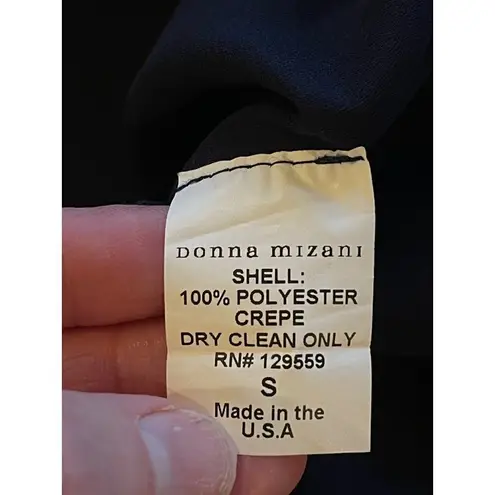 Donna mizani
SHELL:
100% POLYESTER
CREPE
DRY CLEAN ONLY
RN# 129559
S
Made in the
U.S.A